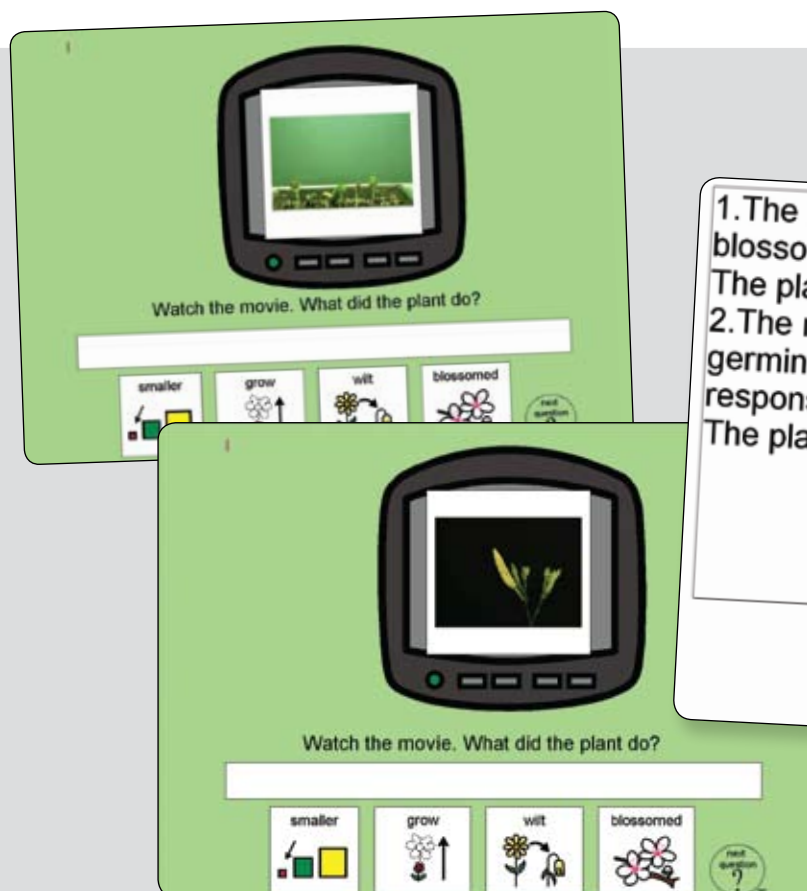 Watch the movie. What did the plant do?
smaller grow wilt blossomed
next
question
?
1.The
blosso
The pla
2.The
germin
respons
The pla
Watch the movie. What did the plant do?
smaller grow wilt blossomed
next
question
?